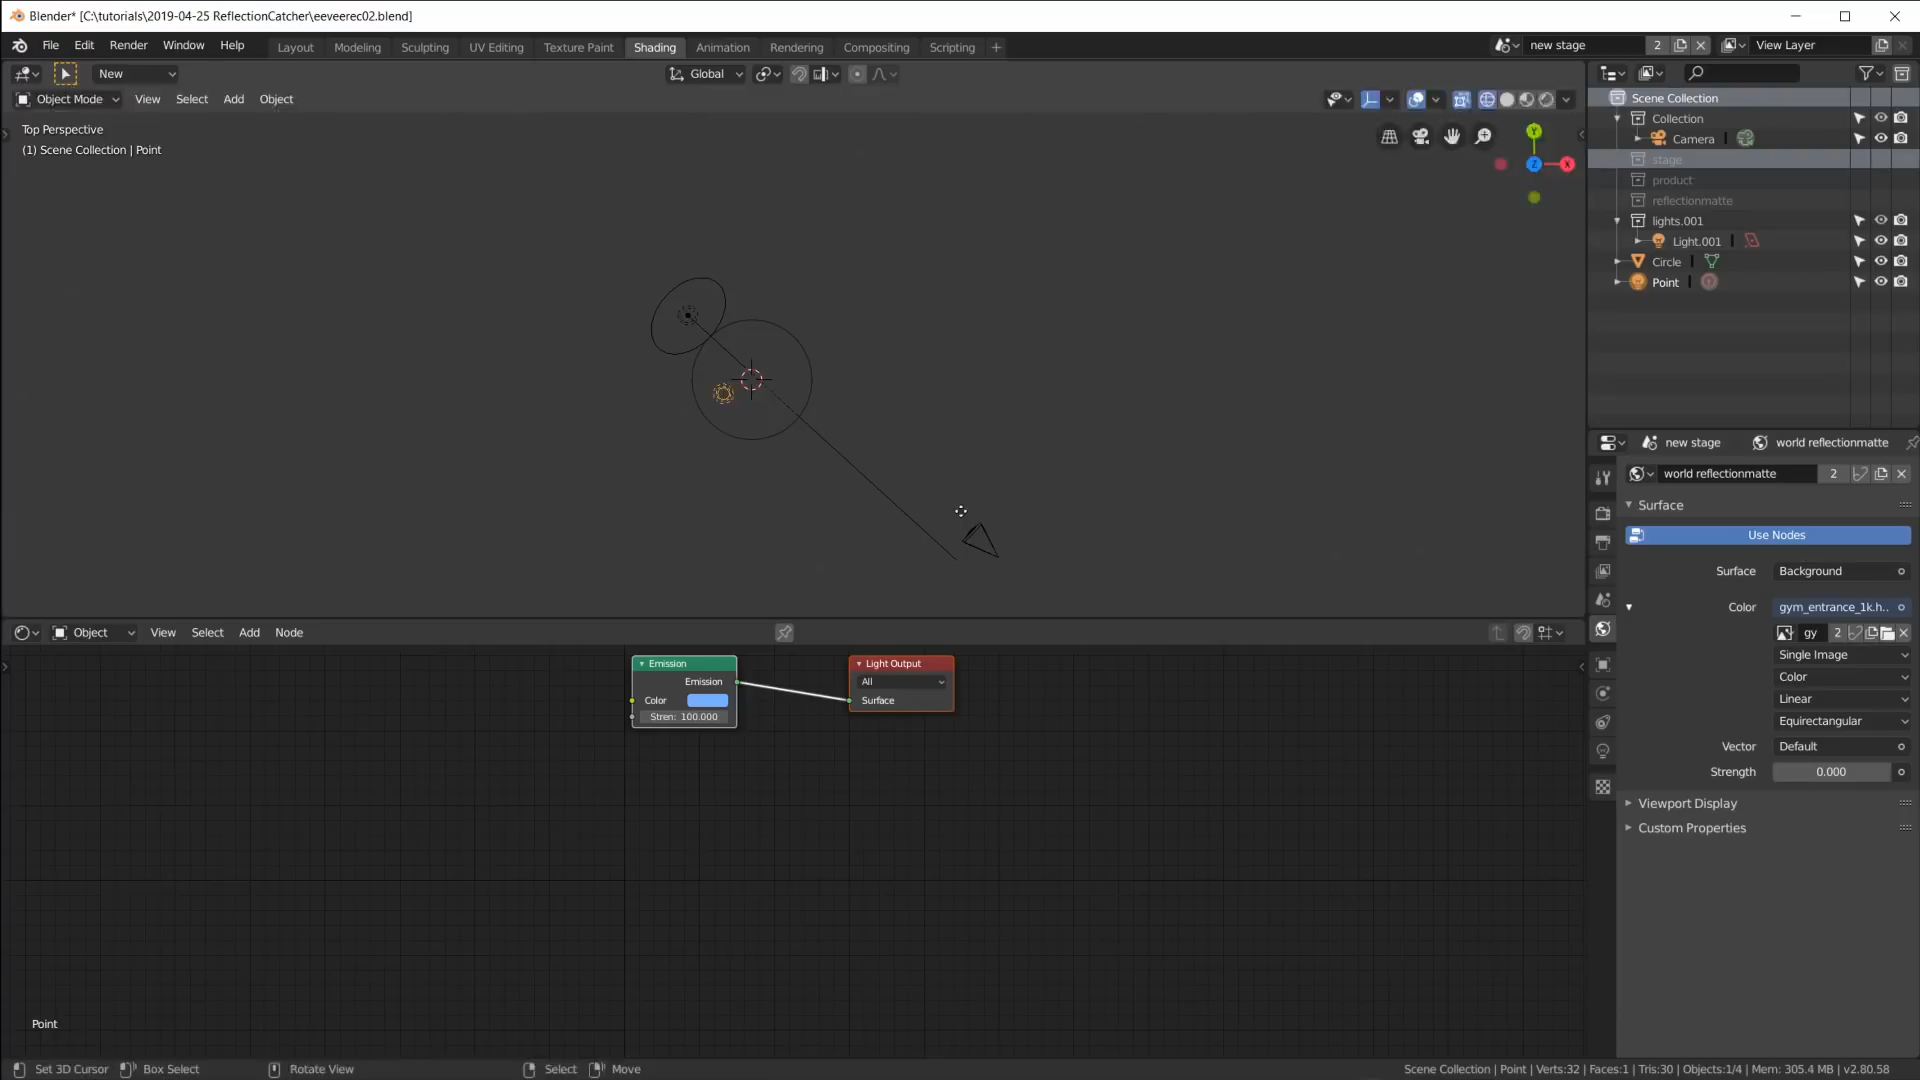 Blender* [C:\tutorials\2019-04-25 ReflectionCatcher\eeveerec02.blend]
File Edit Render Window Help Layout Modeling Sculpting UV Editing Texture Paint Shading Animation Rendering Compositing Scripting + new stage 2 View Layer
New Global
Object Mode View Select Add Object
Top Perspective
(1) Scene Collection | Point
Y
Z X
Scene Collection
Collection
Camera
stage
product
reflectionmatte
lights.001
Light.001
Circle
Point
new stage world reflectionmatte
world reflectionmatte 2
Surface
Use Nodes
Surface Background
Color gym_entrance_1k.h..
gy 2
Single Image
Color
Linear
Equirectangular
Vector Default
Strength 0.000
Viewport Display
Custom Properties
Object View Select Add Node
Emission
Emission
Color
Stren: 100.000
Light Output
All
Surface
Point
Set 3D Cursor Box Select Rotate View Select Move Scene Collection | Point | Verts:32 | Faces:1 | Tris:30 | Objects:1/4 | Mem: 305.4 MB | v2.80.58